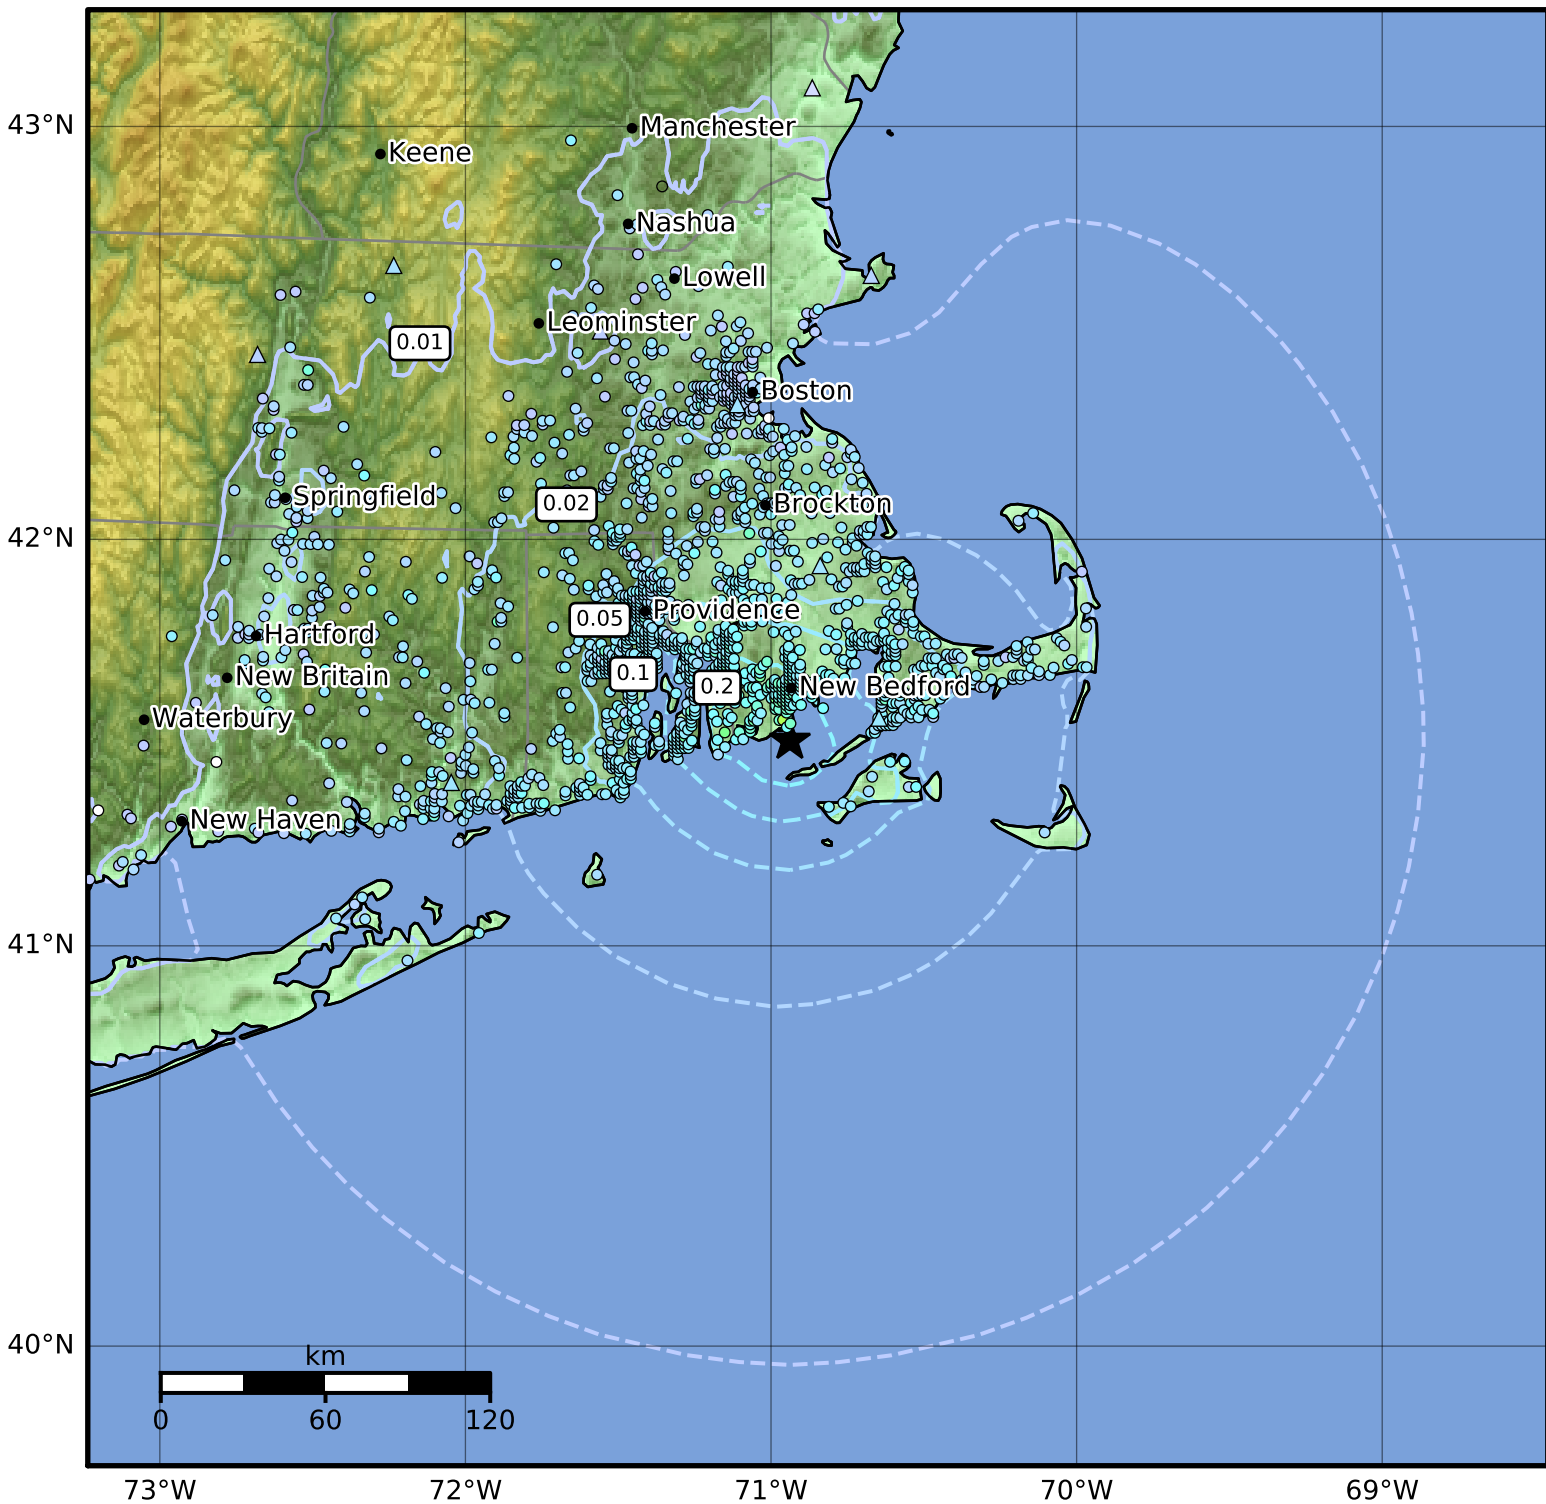 43°N
Manchester
Keene
Nashua
Lowell
Leominster
0.01
Boston
Springfield
0.02
Brockton
42°N
Providence
0.05
Hartford
0.1
0.2
New Britain
New Bedford
Waterbury
New Haven
41°N
40°N
km
0 60 120
73°W 72°W 71°W 70°W 69°W